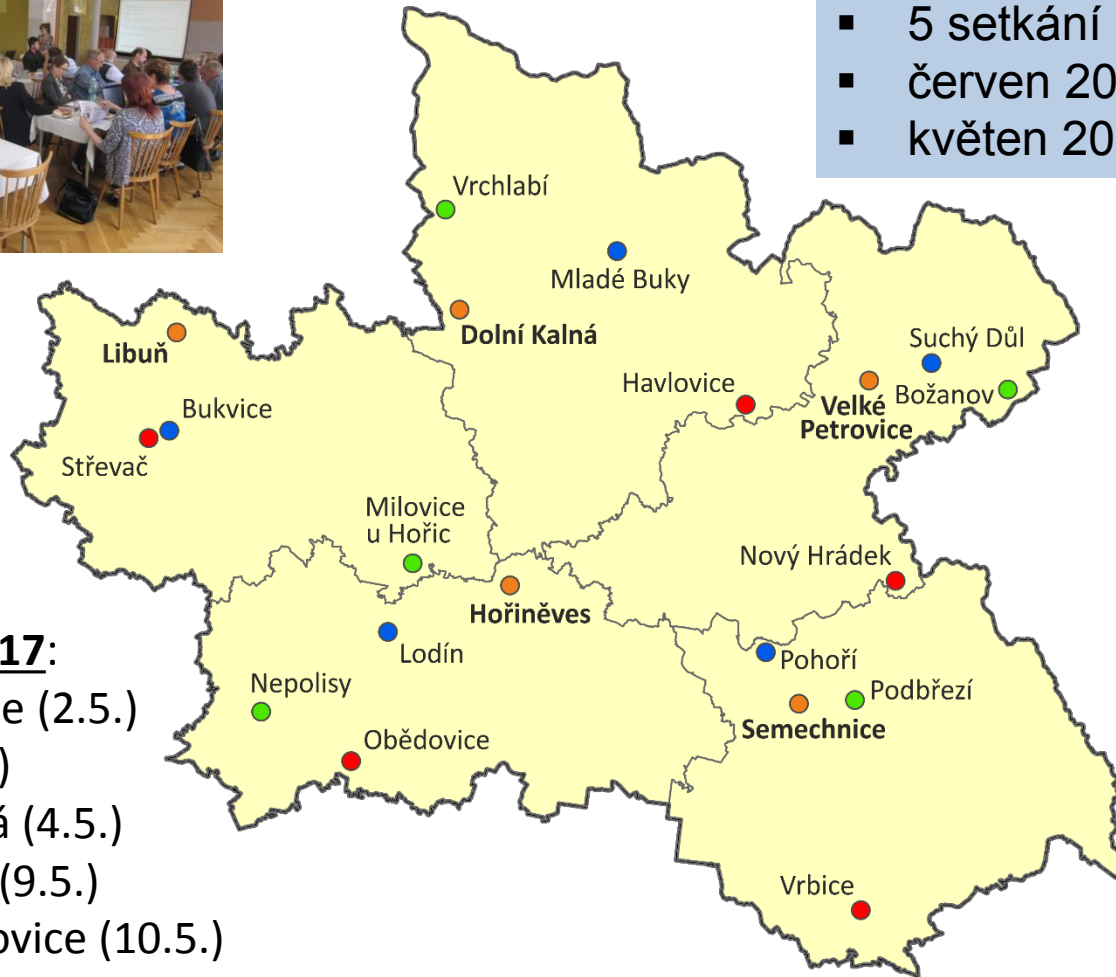 ▪ 5 setkání
▪ červen 20
▪ květen 20
Vrchlabí
Mladé Buky
Dolní Kalná
Libuň
Suchý Důl
Havlovice
Velké
Petrovice
Božanov
Bukvice
Střevač
Milovice
u Hořic
Nový Hrádek
Hořiněves
Lodín
Pohoří
Nepolisy
Podbřezí
Semechnice
Obědovice
Vrbice
17:
e (2.5.)
)
á (4.5.)
(9.5.)
ovice (10.5.)